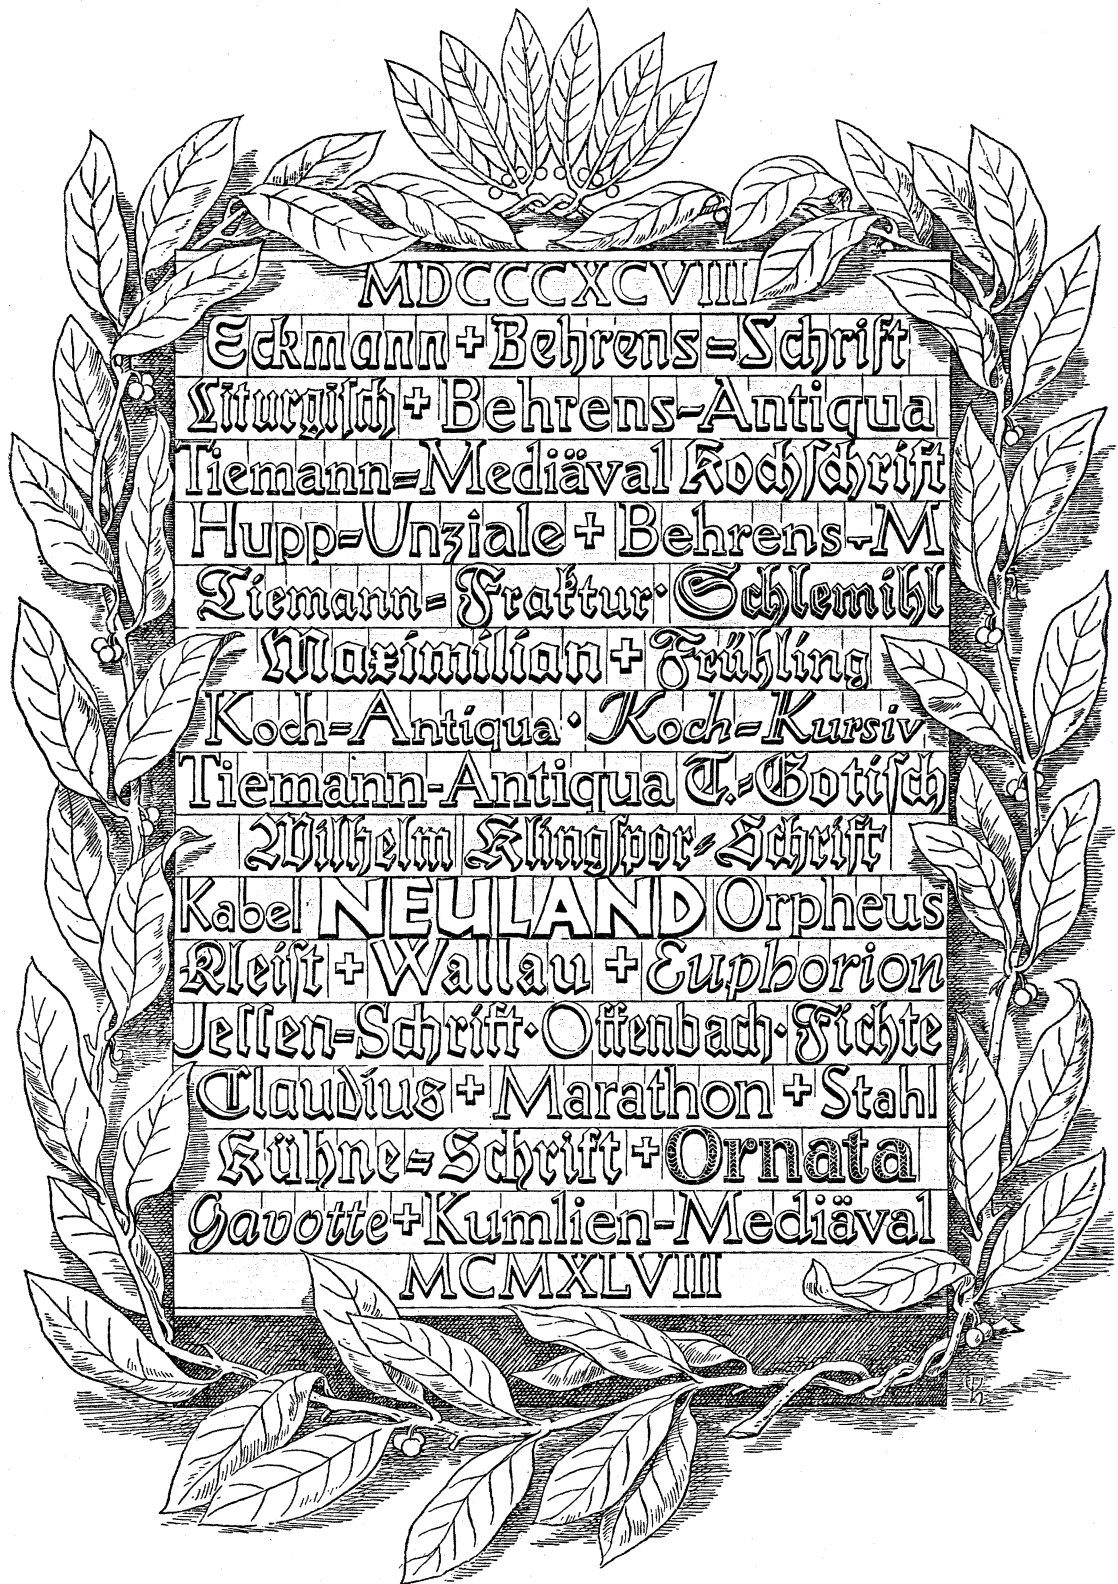 MDCCCXCVIII
Eckmann + Behrens=Schrift
Liturgiſch + Behrens-Antiqua
Tiemann=Mediäval Kochſchrift
Hupp=Unziale + Behrens-M
Tiemann=Fraktur · Schlemihl
Maximilian + Frühling
Koch=Antiqua · Koch=Kursiv
Tiemann-Antiqua T.=Gotiſch
Wilhelm Klingſpor=Schrift
Kabel NEULAND Orpheus
Kleiſt + Wallau + Euphorion
Jeſſen=Schrift · Offenbach · Fichte
Claudius + Marathon + Stahl
Kühne=Schrift + Ornata
Gavotte + Kumlien-Mediäval
MCMXLVIII